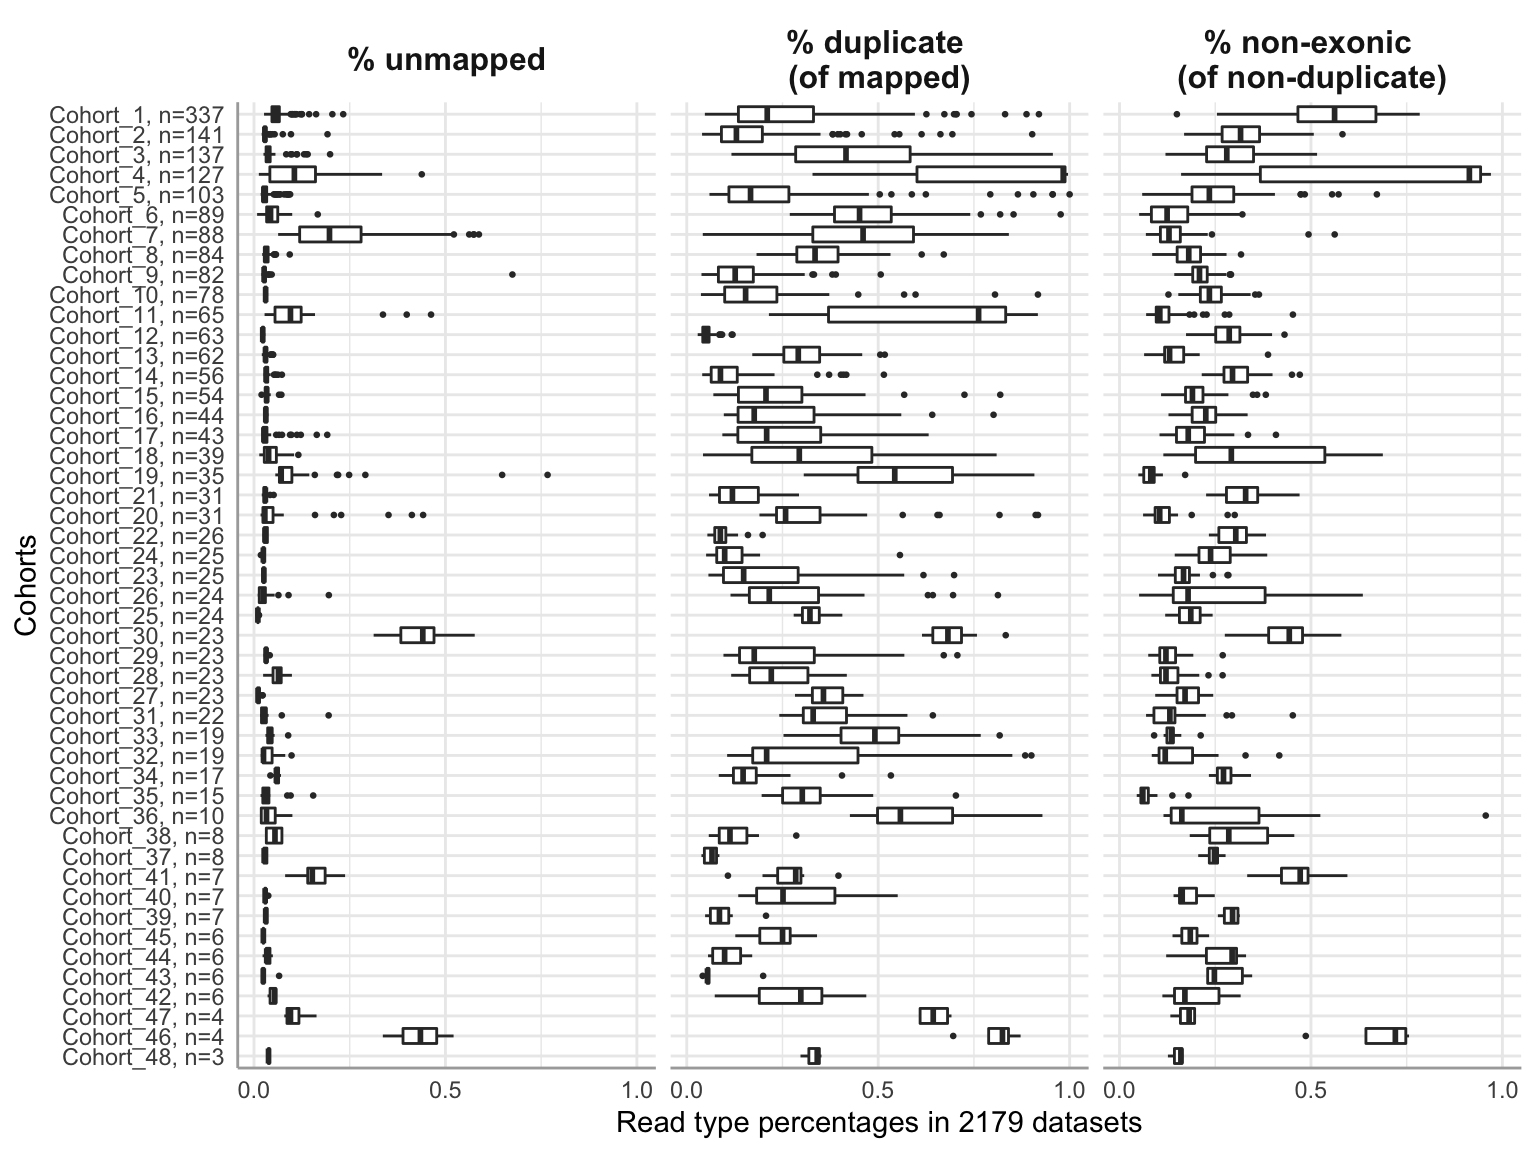 % unmapped
% duplicate
(of mapped)
% non-exonic
(of non-duplicate)
Cohorts
Cohort_1, n=337
Cohort_2, n=141
Cohort_3, n=137
Cohort_4, n=127
Cohort_5, n=103
Cohort_6, n=89
Cohort_7, n=88
Cohort_8, n=84
Cohort_9, n=82
Cohort_10, n=78
Cohort_11, n=65
Cohort_12, n=63
Cohort_13, n=62
Cohort_14, n=56
Cohort_15, n=54
Cohort_16, n=44
Cohort_17, n=43
Cohort_18, n=39
Cohort_19, n=35
Cohort_21, n=31
Cohort_20, n=31
Cohort_22, n=26
Cohort_24, n=25
Cohort_23, n=25
Cohort_26, n=24
Cohort_25, n=24
Cohort_30, n=23
Cohort_29, n=23
Cohort_28, n=23
Cohort_27, n=23
Cohort_31, n=22
Cohort_33, n=19
Cohort_32, n=19
Cohort_34, n=17
Cohort_35, n=15
Cohort_36, n=10
Cohort_38, n=8
Cohort_37, n=8
Cohort_41, n=7
Cohort_40, n=7
Cohort_39, n=7
Cohort_45, n=6
Cohort_44, n=6
Cohort_43, n=6
Cohort_42, n=6
Cohort_47, n=4
Cohort_46, n=4
Cohort_48, n=3
0.0 0.5 1.0 0.0 0.5 1.0 0.0 0.5 1.0
Read type percentages in 2179 datasets